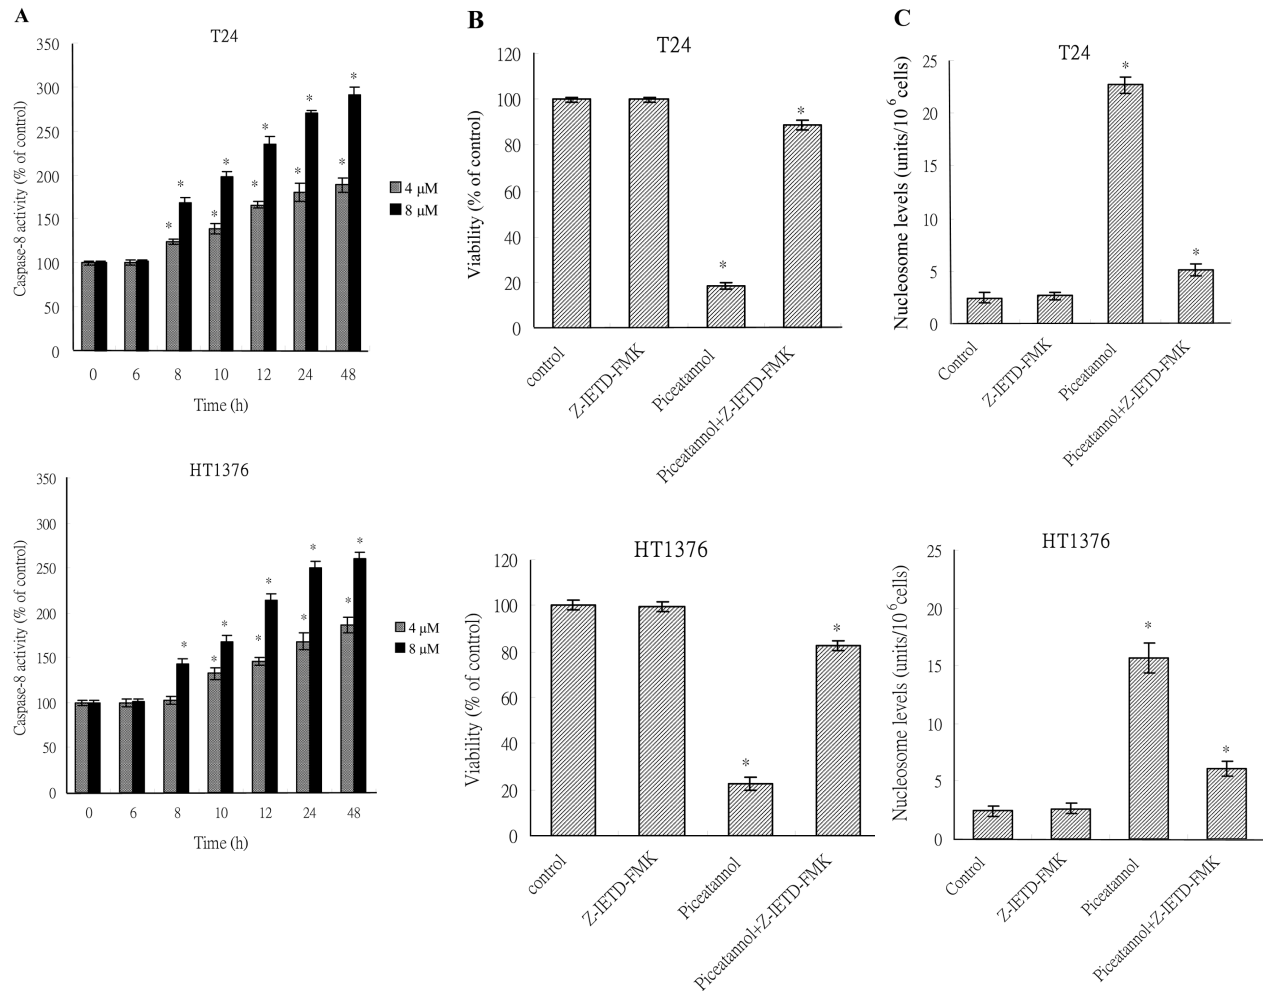 A
T24
Caspase-8 activity (% of control)
350
300
250
200
150
100
50
0
* * * * * * * * * *
0 6 8 10 12 24 48
Time (h)
4 μM
8 μM
HT1376
Caspase-8 activity (% of control)
350
300
250
200
150
100
50
0
* * * * * * * * *
0 6 8 10 12 24 48
Time (h)
4 μM
8 μM
B
T24
Viability (% of control)
120
100
80
60
40
20
0
* *
control
Z-IETD-FMK
Piceatannol
Piceatannol+Z-IETD-FMK
HT1376
Viability (% of control)
120
100
80
60
40
20
0
* *
control
Z-IETD-FMK
Piceatannol
Piceatannol+Z-IETD-FMK
C
T24
Nucleosome levels (units/10 6 cells)
25
20
15
10
5
0
* *
Control
Z-IETD-FMK
Piceatannol
Piceatannol+Z-IETD-FMK
HT1376
Nucleosome levels (units/10 6cells)
25
20
15
10
5
0
* *
Control
Z-IETD-FMK
Piceatannol
Piceatannol+Z-IETD-FMK